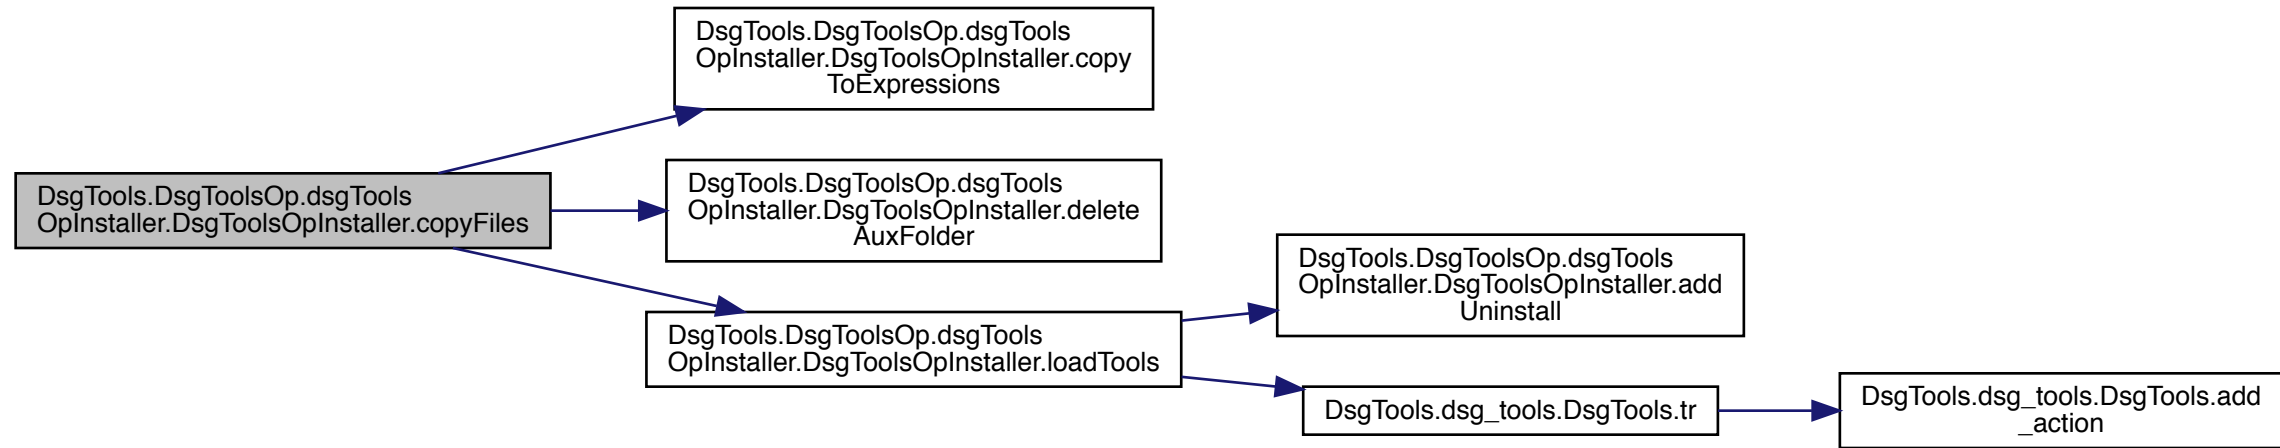 DsgTools.DsgToolsOp.dsgTools
OpInstaller.DsgToolsOpInstaller.copy
ToExpressions
DsgTools.DsgToolsOp.dsgTools
OpInstaller.DsgToolsOpInstaller.copyFiles
DsgTools.DsgToolsOp.dsgTools
OpInstaller.DsgToolsOpInstaller.delete
AuxFolder
DsgTools.DsgToolsOp.dsgTools
OpInstaller.DsgToolsOpInstaller.loadTools
DsgTools.DsgToolsOp.dsgTools
OpInstaller.DsgToolsOpInstaller.add
Uninstall
DsgTools.dsg_tools.DsgTools.tr
DsgTools.dsg_tools.DsgTools.add
_action